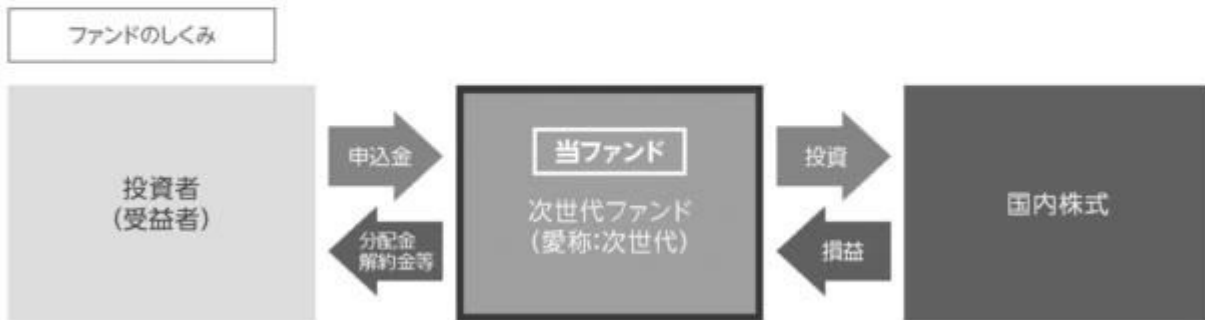 ファンドのしくみ
投資者
(受益者)
申込金
分配金
解約金等
当ファンド
次世代ファンド
(愛称:次世代)
投資
損益
国内株式